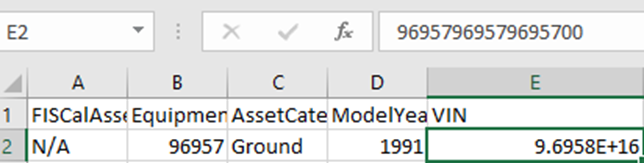 E2 fx 96957969579695700
A B C D E
1 FISCalAsse Equipmen AssetCate ModelYea VIN
2 N/A 96957 Ground 1991 9.6958E+16